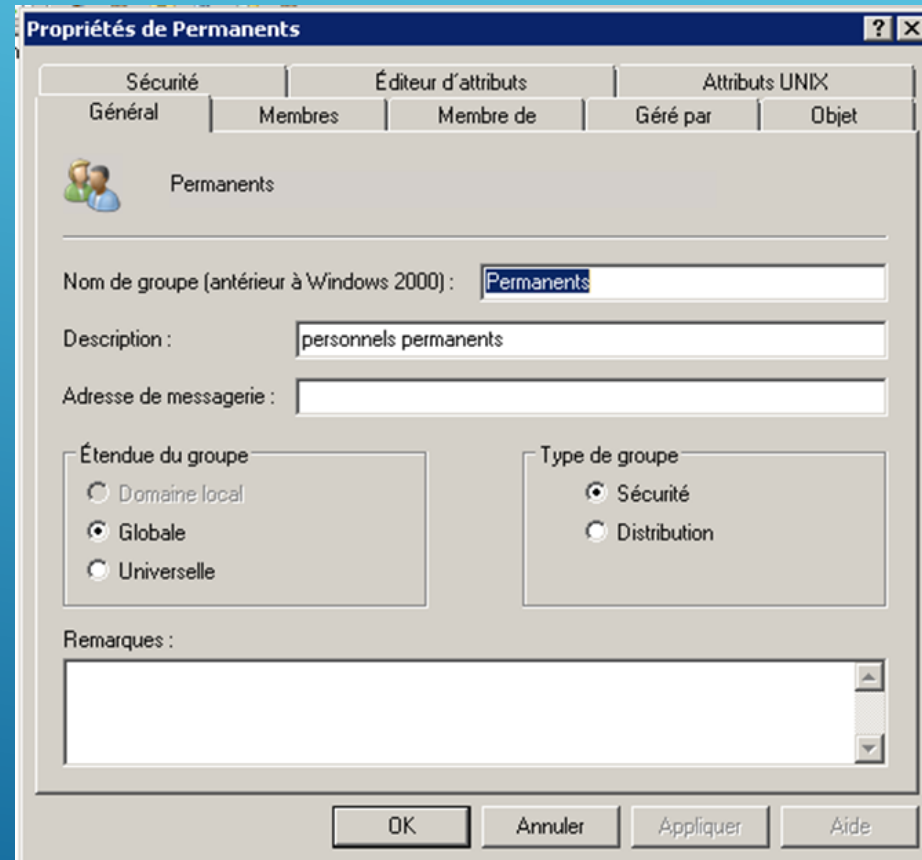 Propriétés de Permanents
Sécurité Éditeur d'attributs Attributs UNIX
Général Membres Membre de Géré par Objet
Permanents
Nom de groupe (antérieur à Windows 2000) : Permanents
Description : personnels permanents
Adresse de messagerie :
Étendue du groupe Type de groupe
Domaine local Sécurité
Globale Distribution
Universelle
Remarques :
OK Annuler Appliquer Aide